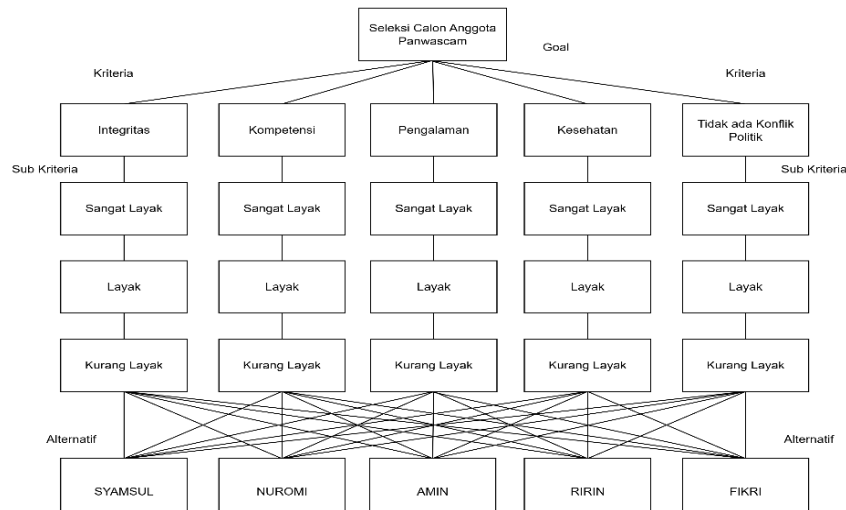 Seleksi Calon Anggota
Panwascam
Goal
Kriteria
Kriteria
Integritas
Kompetensi
Pengalaman
Kesehatan
Tidak ada Konflik
Politik
Sub Kriteria
Sub Kriteria
Sangat Layak
Sangat Layak
Sangat Layak
Sangat Layak
Sangat Layak
Layak
Layak
Layak
Layak
Layak
Kurang Layak
Kurang Layak
Kurang Layak
Kurang Layak
Kurang Layak
Alternatif
Alternatif
SYAMSUL
NUROMI
AMIN
RIRIN
FIKRI